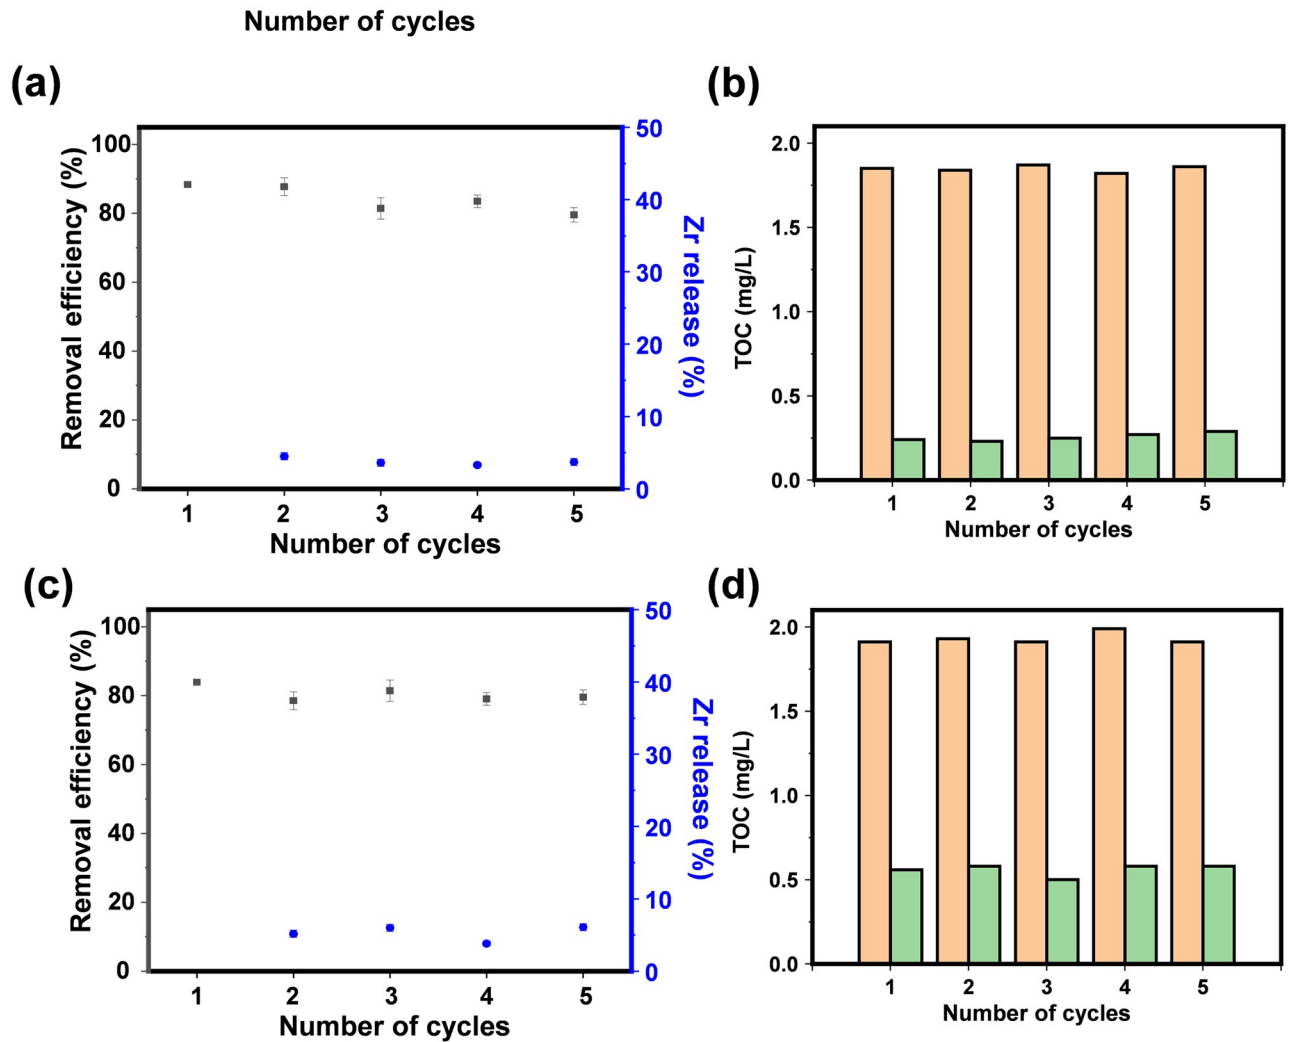 Number of cycles
(a)
Removal efficiency (%)
100
80
60
40
20
0
50
40
30
20
10
0
Zr release (%)
1 2 3 4 5
Number of cycles
(b)
TOC (mg/L)
2.0
1.5
1.0
0.5
0.0
1 2 3 4 5
Number of cycles
(c)
Removal efficiency (%)
100
80
60
40
20
0
50
40
30
20
10
0
Zr release (%)
1 2 3 4 5
Number of cycles
(d)
TOC (mg/L)
2.0
1.5
1.0
0.5
0.0
1 2 3 4 5
Number of cycles